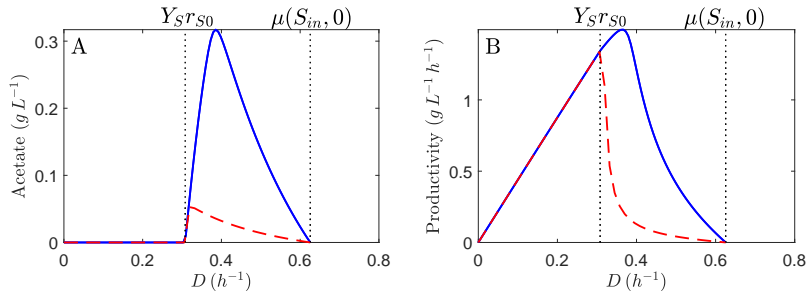 Y_S r_{S0} μ(S_{in}, 0)
A
0.3
0.2
0.1
0
Acetate (g L^{-1})
0 0.2 0.4 0.6 0.8
D (h^{-1})
Y_S r_{S0} μ(S_{in}, 0)
B
1
0.5
0
Productivity (g L^{-1} h^{-1})
0 0.2 0.4 0.6 0.8
D (h^{-1})